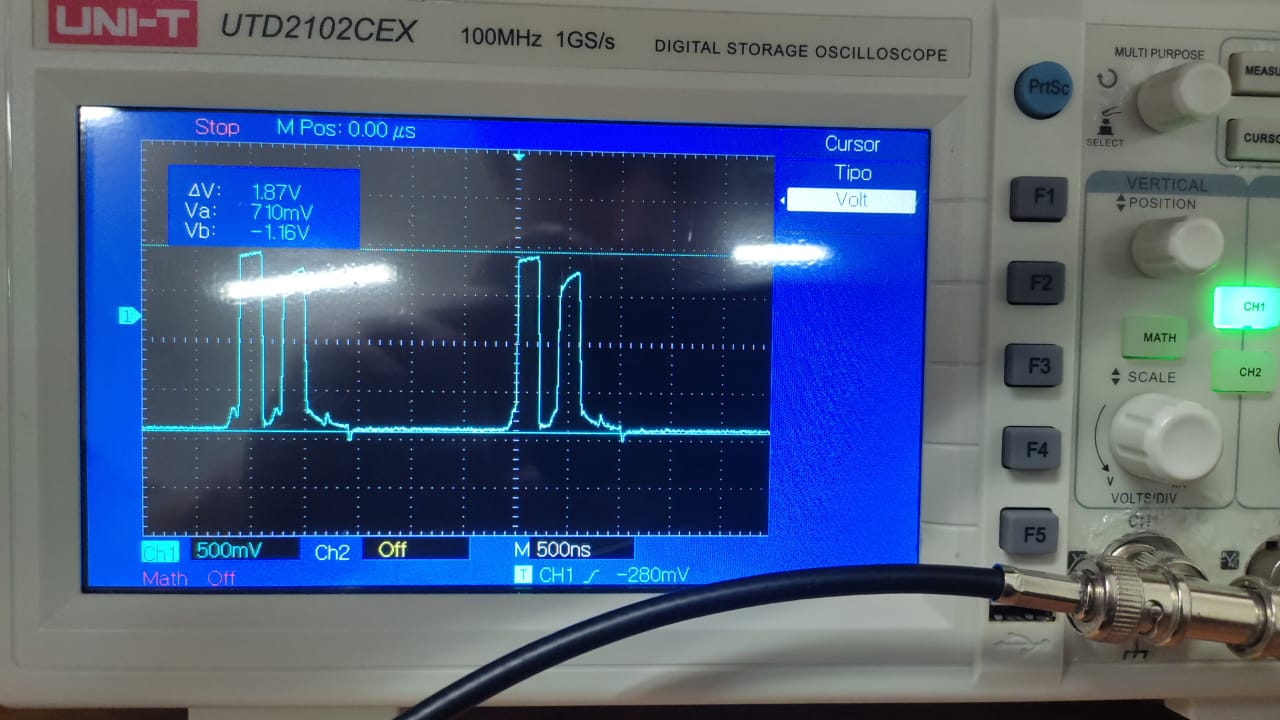 UNI-T UTD2102CEX 100MHz 1GS/s DIGITAL STORAGE OSCILLOSCOPE
Stop M Pos: 0.00 µs
Cursor
Tipo
Volt
ΔV: 1.87V
Va: 710mV
Vb: -1.16V
1
Ch1 500mV Ch2 Off M 500ns
Math Off T CH1 -280mV
PrtSc
MULTI PURPOSE
SELECT
F1
F2
F3
F4
F5
VERTICAL
POSITION
CH1
MATH
CH2
SCALE
V
VOLTS/DIV